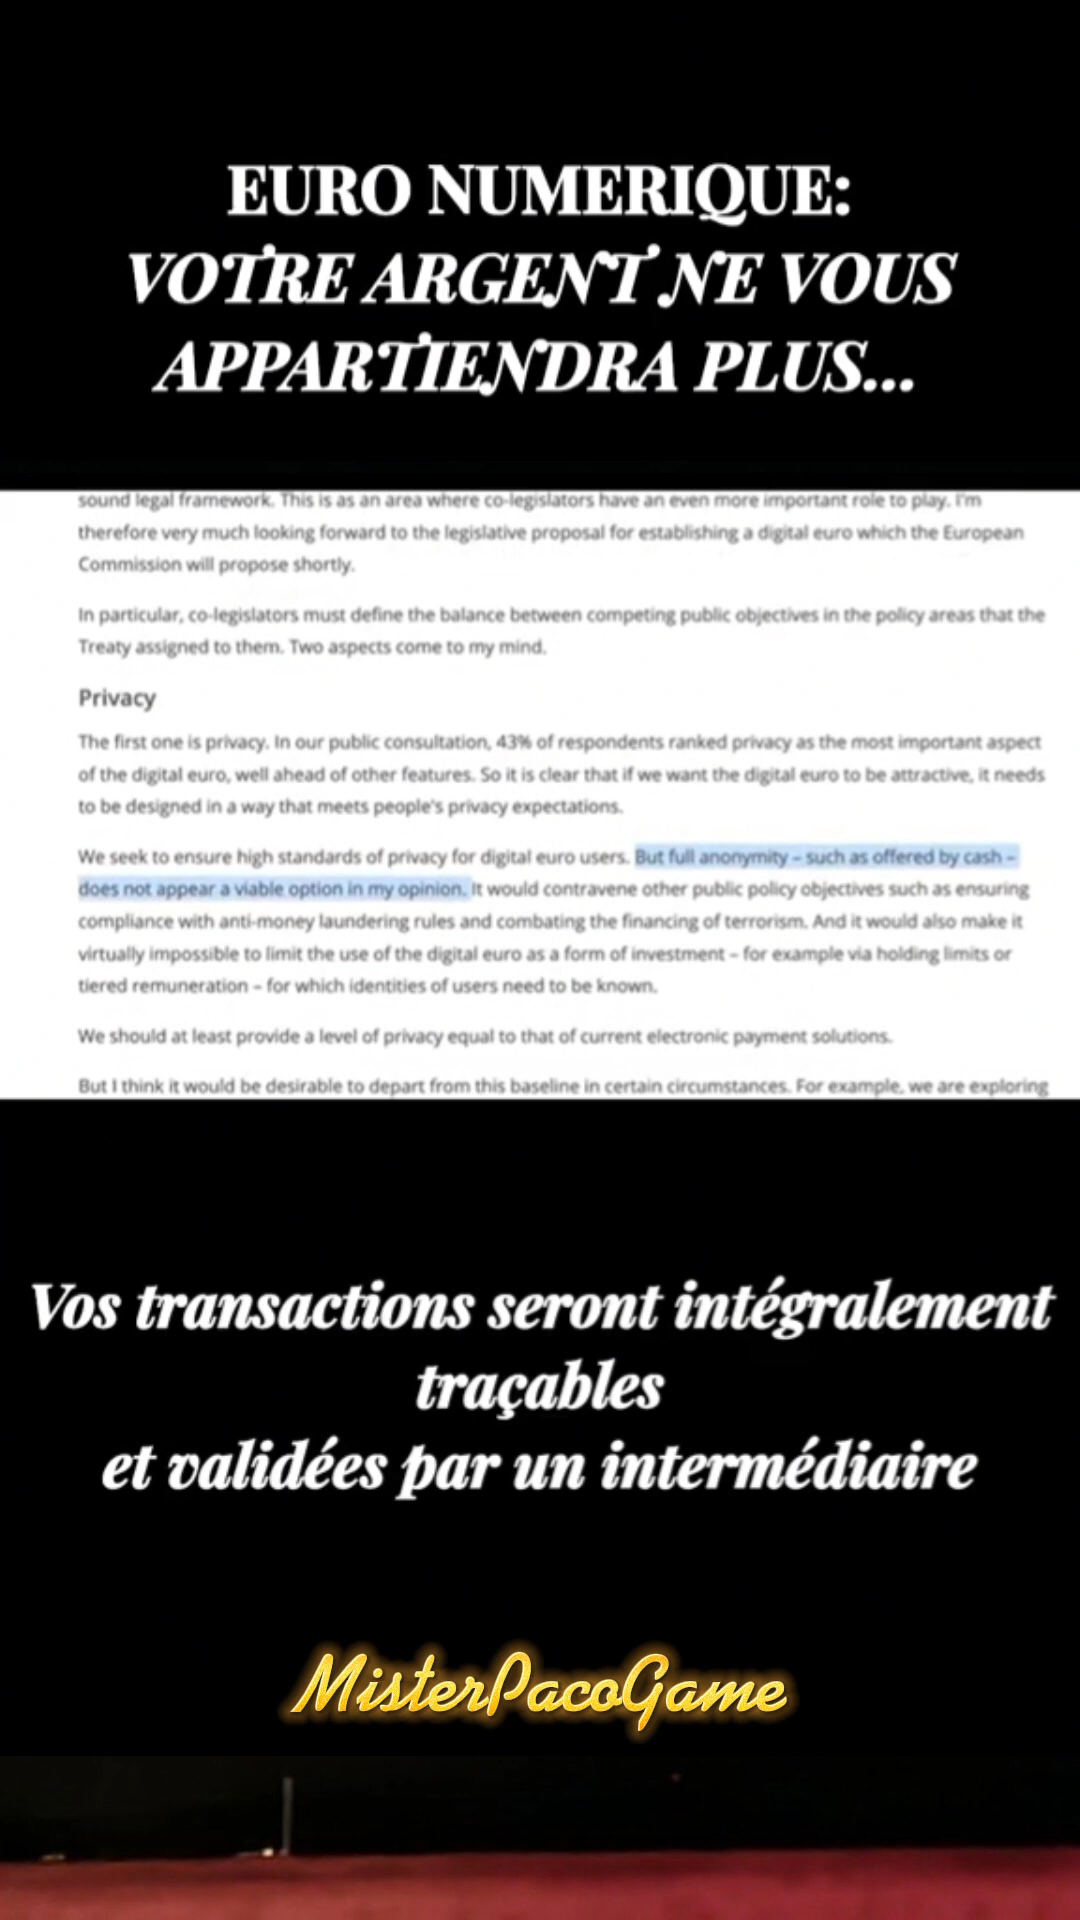 EURO NUMERIQUE:
VOTRE ARGENT NE VOUS
APPARTIENDRA PLUS...
sound legal framework. This is as an area where co-legislators have an even more important role to play. I'm
therefore very much looking forward to the legislative proposal for establishing a digital euro which the European
Commission will propose shortly.
In particular, co-legislators must define the balance between competing public objectives in the policy areas that the
Treaty assigned to them. Two aspects come to my mind.
Privacy
The first one is privacy. In our public consultation, 43% of respondents ranked privacy as the most important aspect
of the digital euro, well ahead of other features. So it is clear that if we want the digital euro to be attractive, it needs
to be designed in a way that meets people's privacy expectations.
We seek to ensure high standards of privacy for digital euro users. But full anonymity – such as offered by cash –
does not appear a viable option in my opinion. It would contravene other public policy objectives such as ensuring
compliance with anti-money laundering rules and combating the financing of terrorism. And it would also make it
virtually impossible to limit the use of the digital euro as a form of investment – for example via holding limits or
tiered remuneration – for which identities of users need to be known.
We should at least provide a level of privacy equal to that of current electronic payment solutions.
But I think it would be desirable to depart from this baseline in certain circumstances. For example, we are exploring
Vos transactions seront intégralement
traçables
et validées par un intermédiaire
MisterPacoGame